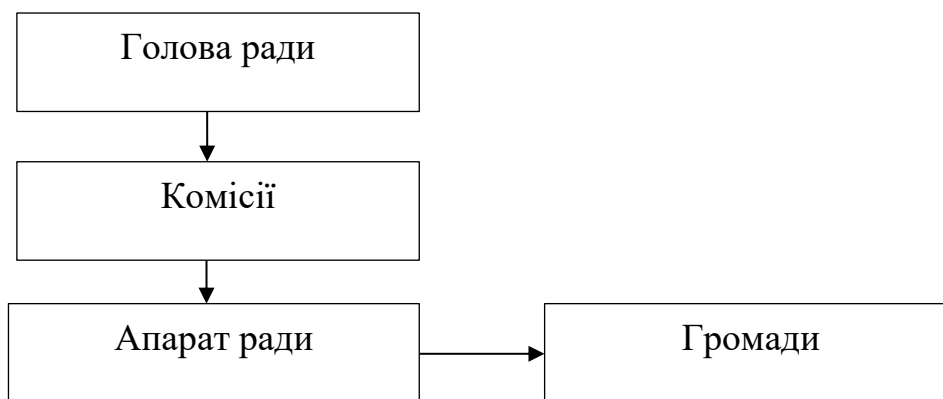 Голова ради
Комісії
Апарат ради
Громади